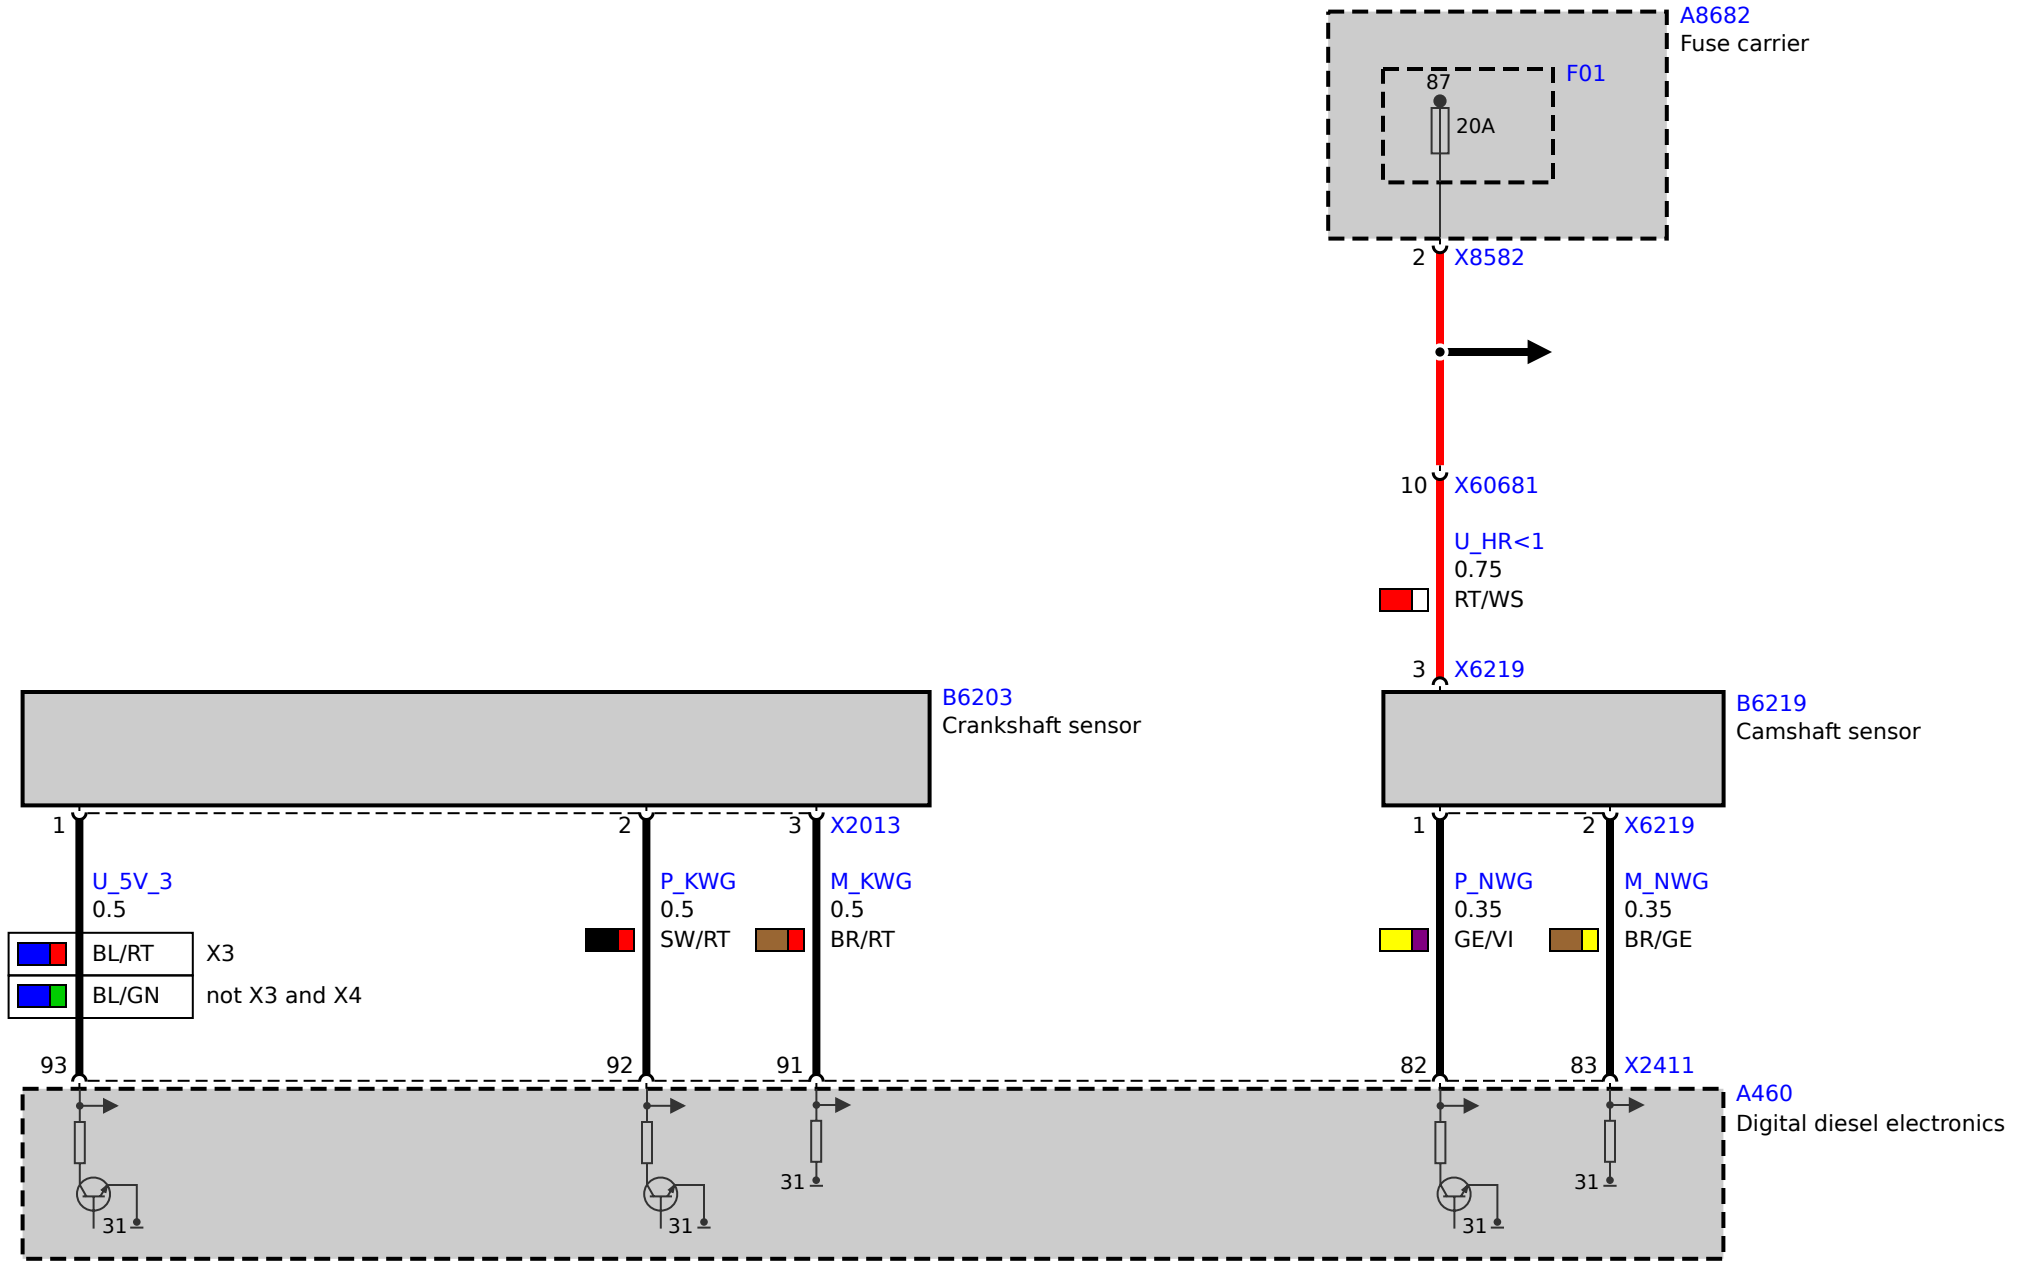 A8682
Fuse carrier
F01
87
20A
2 X8582
10 X60681
U_HR<1
0.75
RT/WS
3 X6219
B6203
Crankshaft sensor
B6219
Camshaft sensor
1 2 3 X2013 1 2 X6219
U_5V_3 P_KWG M_KWG P_NWG M_NWG
0.5 0.5 0.5 0.35 0.35
SW/RT BR/RT GE/VI BR/GE
BL/RT X3
BL/GN not X3 and X4
93 92 91 82 83 X2411
A460
Digital diesel electronics
31 31
31 31 31